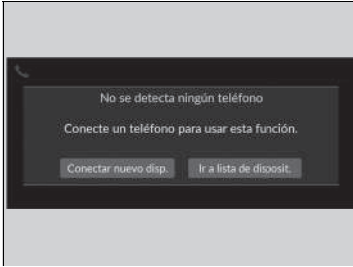 No se detecta ningún teléfono
Conecte un teléfono para usar esta función.
Conectar nuevo disp.
Ir a lista de disposit.